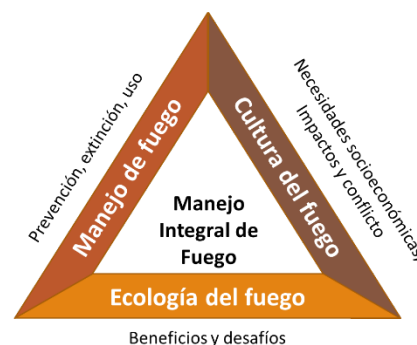 Prevención, extinción, uso
Manejo de fuego
Cultura del fuego
Necesidades socioeconómicas,
Impactos y conflicto
Manejo
Integral de
Fuego
Ecología del fuego
Beneficios y desafíos